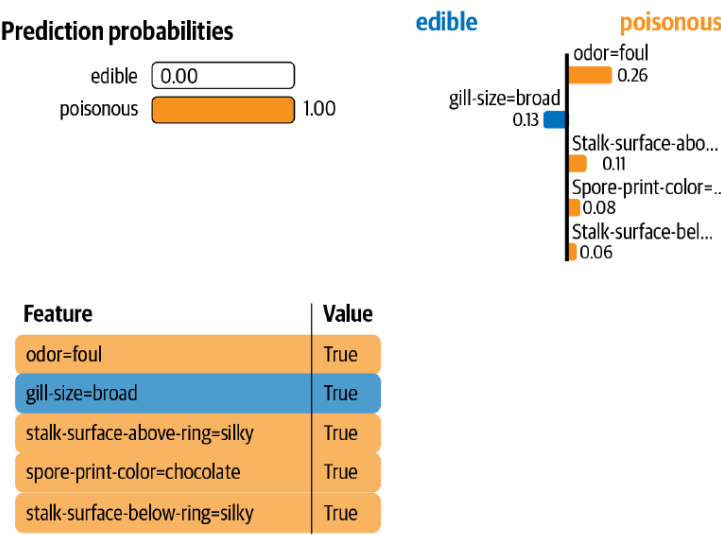 Prediction probabilities
edible 0.00
poisonous 1.00
edible poisonous
odor=foul
0.26
gill-size=broad
0.13
Stalk-surface-abo...
0.11
Spore-print-color=..
0.08
Stalk-surface-bel...
0.06
Feature Value
odor=foul True
gill-size=broad True
stalk-surface-above-ring=silky True
spore-print-color=chocolate True
stalk-surface-below-ring=silky True